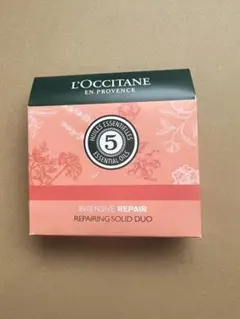 L'OCCITANE
EN PROVENCE
HUILES ESSENTIELLES
5
ESSENTIAL OILS
INTENSIVE REPAIR
REPAIRING SOLID DUO